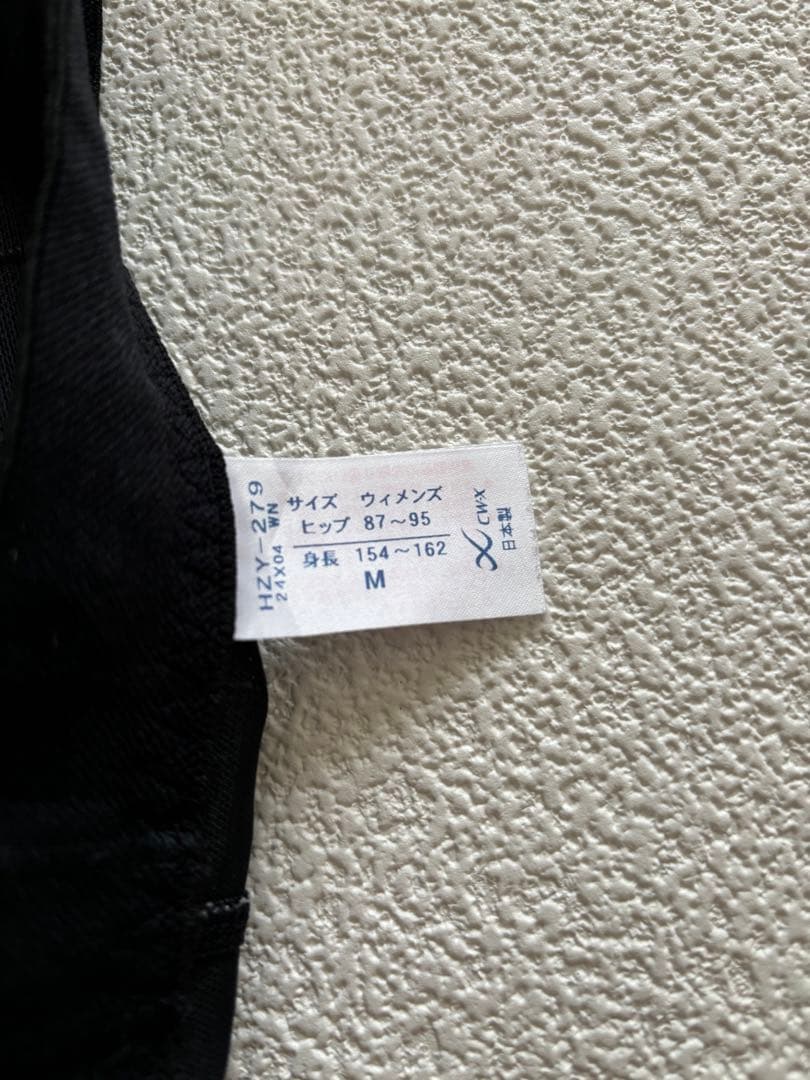 HZY-279
24X04 WN
サイズ ウィメンズ
ヒップ 87～95
身長 154～162
M
CW-X
日本製